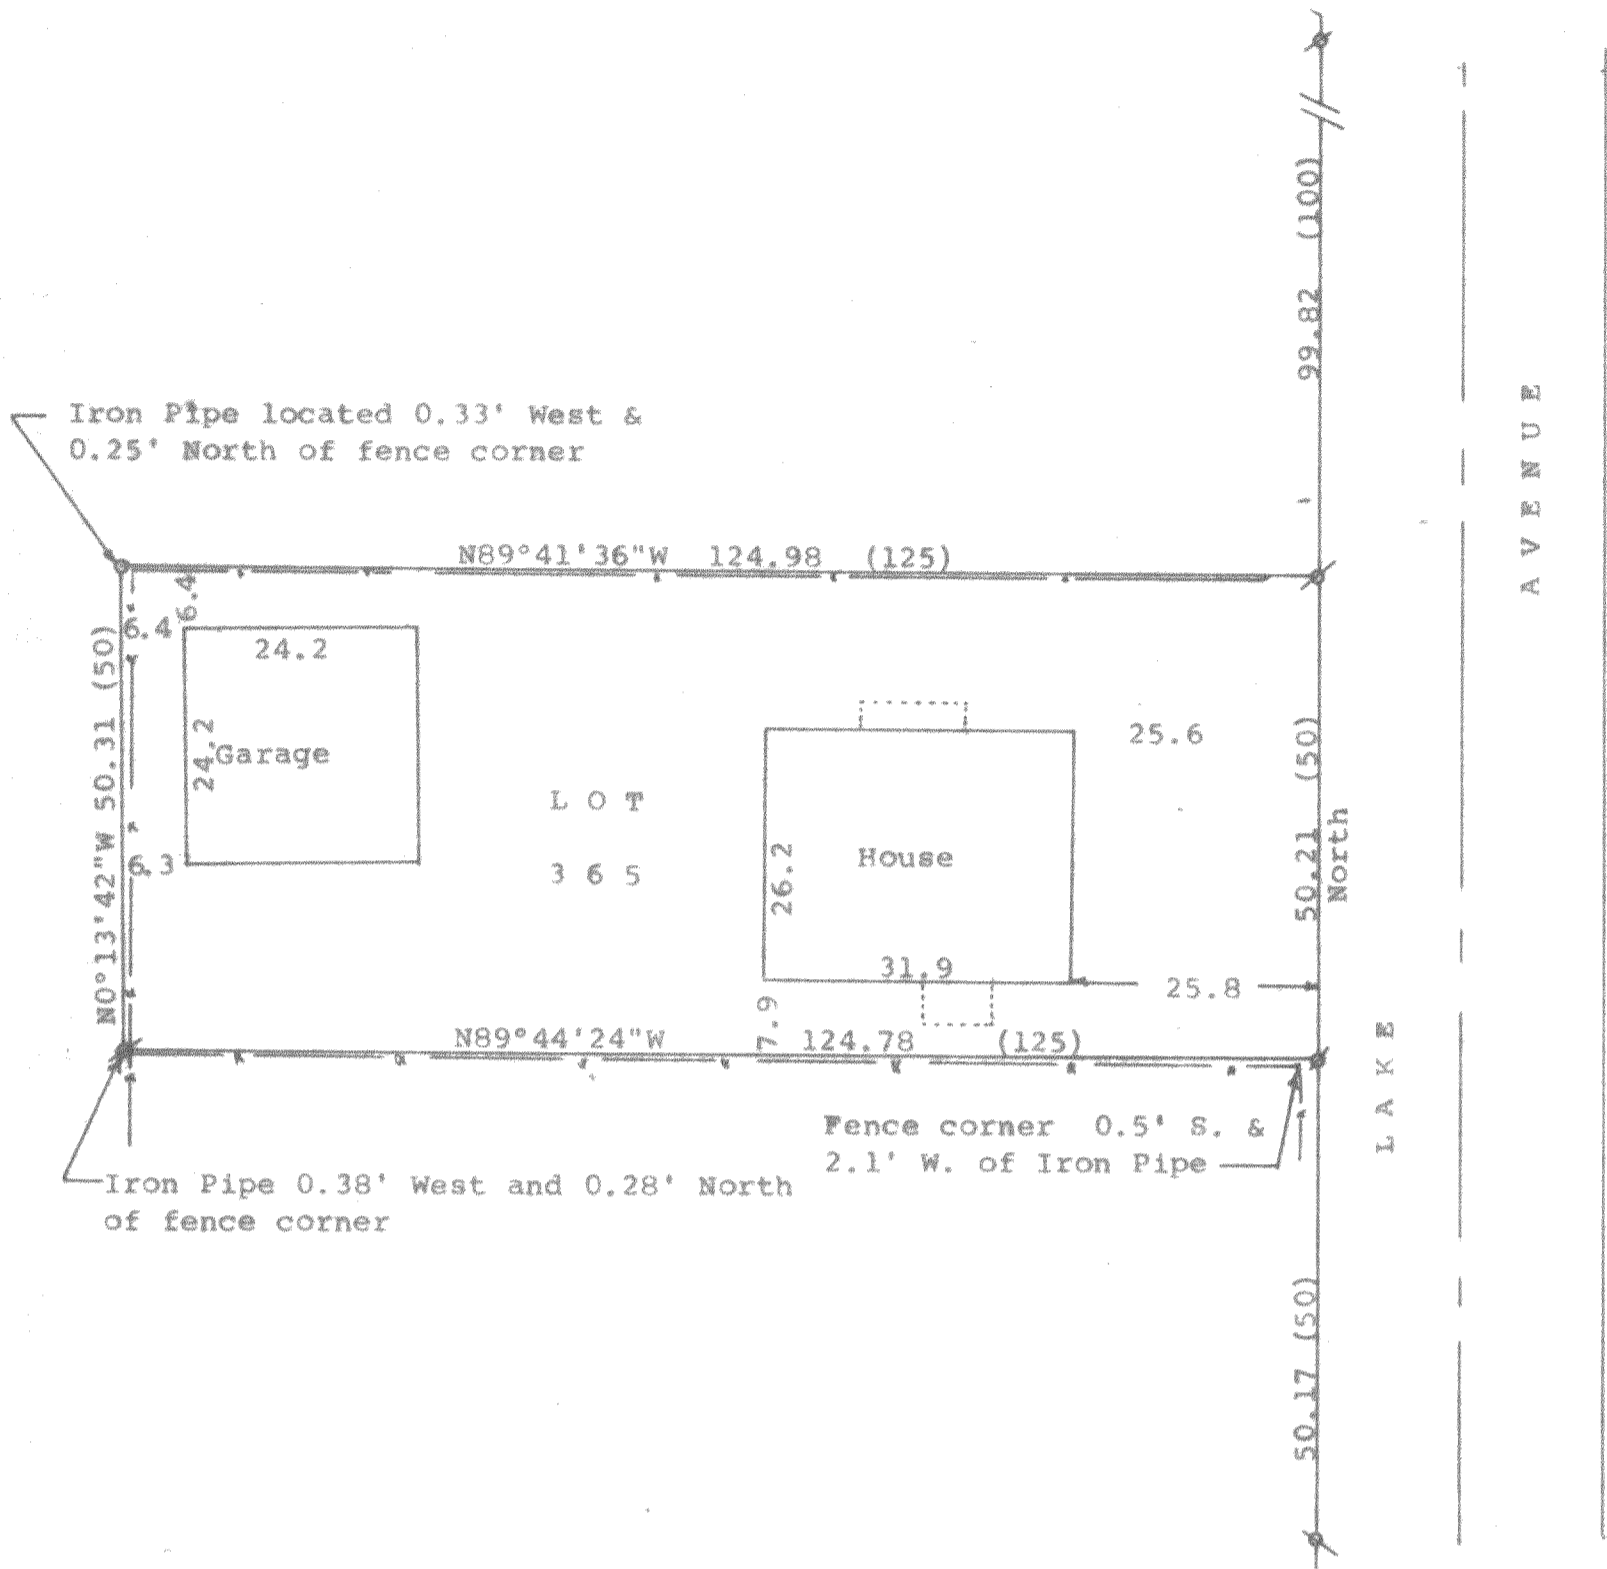 99.82 (100)
AVENUE
Iron Pipe located 0.33' West &
0.25' North of fence corner
N89°41'36"W 124.98 (125)
6.4
6.4
24.2
24.2
Garage
6.3
N0°13'42"W 50.31 (50)
LOT
365
25.6
House
26.2
31.9
25.8
7.9
50.21 (50)
North
N89°44'24"W 124.78 (125)
LAKE
Fence corner 0.5' S. &
2.1' W. of Iron Pipe
Iron Pipe 0.38' West and 0.28' North
of fence corner
50.17 (50)